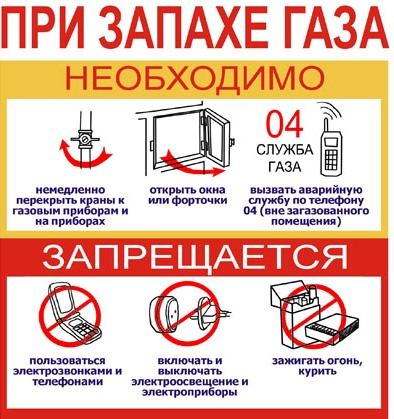 ПРИ ЗАПАХЕ ГАЗА
НЕОБХОДИМО
04
СЛУЖБА
ГАЗА
немедленно
перекрыть краны к
газовым приборам и
на приборах
открыть окна
или форточки
вызвать аварийную
службу по телефону
04 (вне загазованного
помещения)
ЗАПРЕЩАЕТСЯ
пользоваться
электрозвонками и
телефонами
включать и
выключать
электроосвещение и
электроприборы
зажигать огонь,
курить